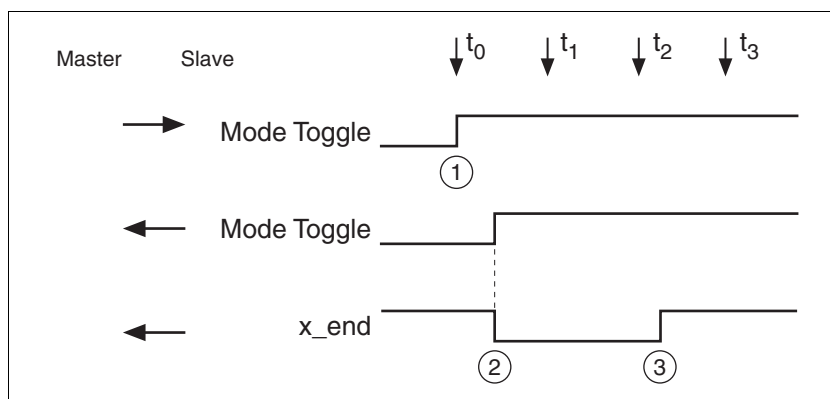 t0 t1 t2 t3
Master Slave
Mode Toggle
1
Mode Toggle
x_end
2 3